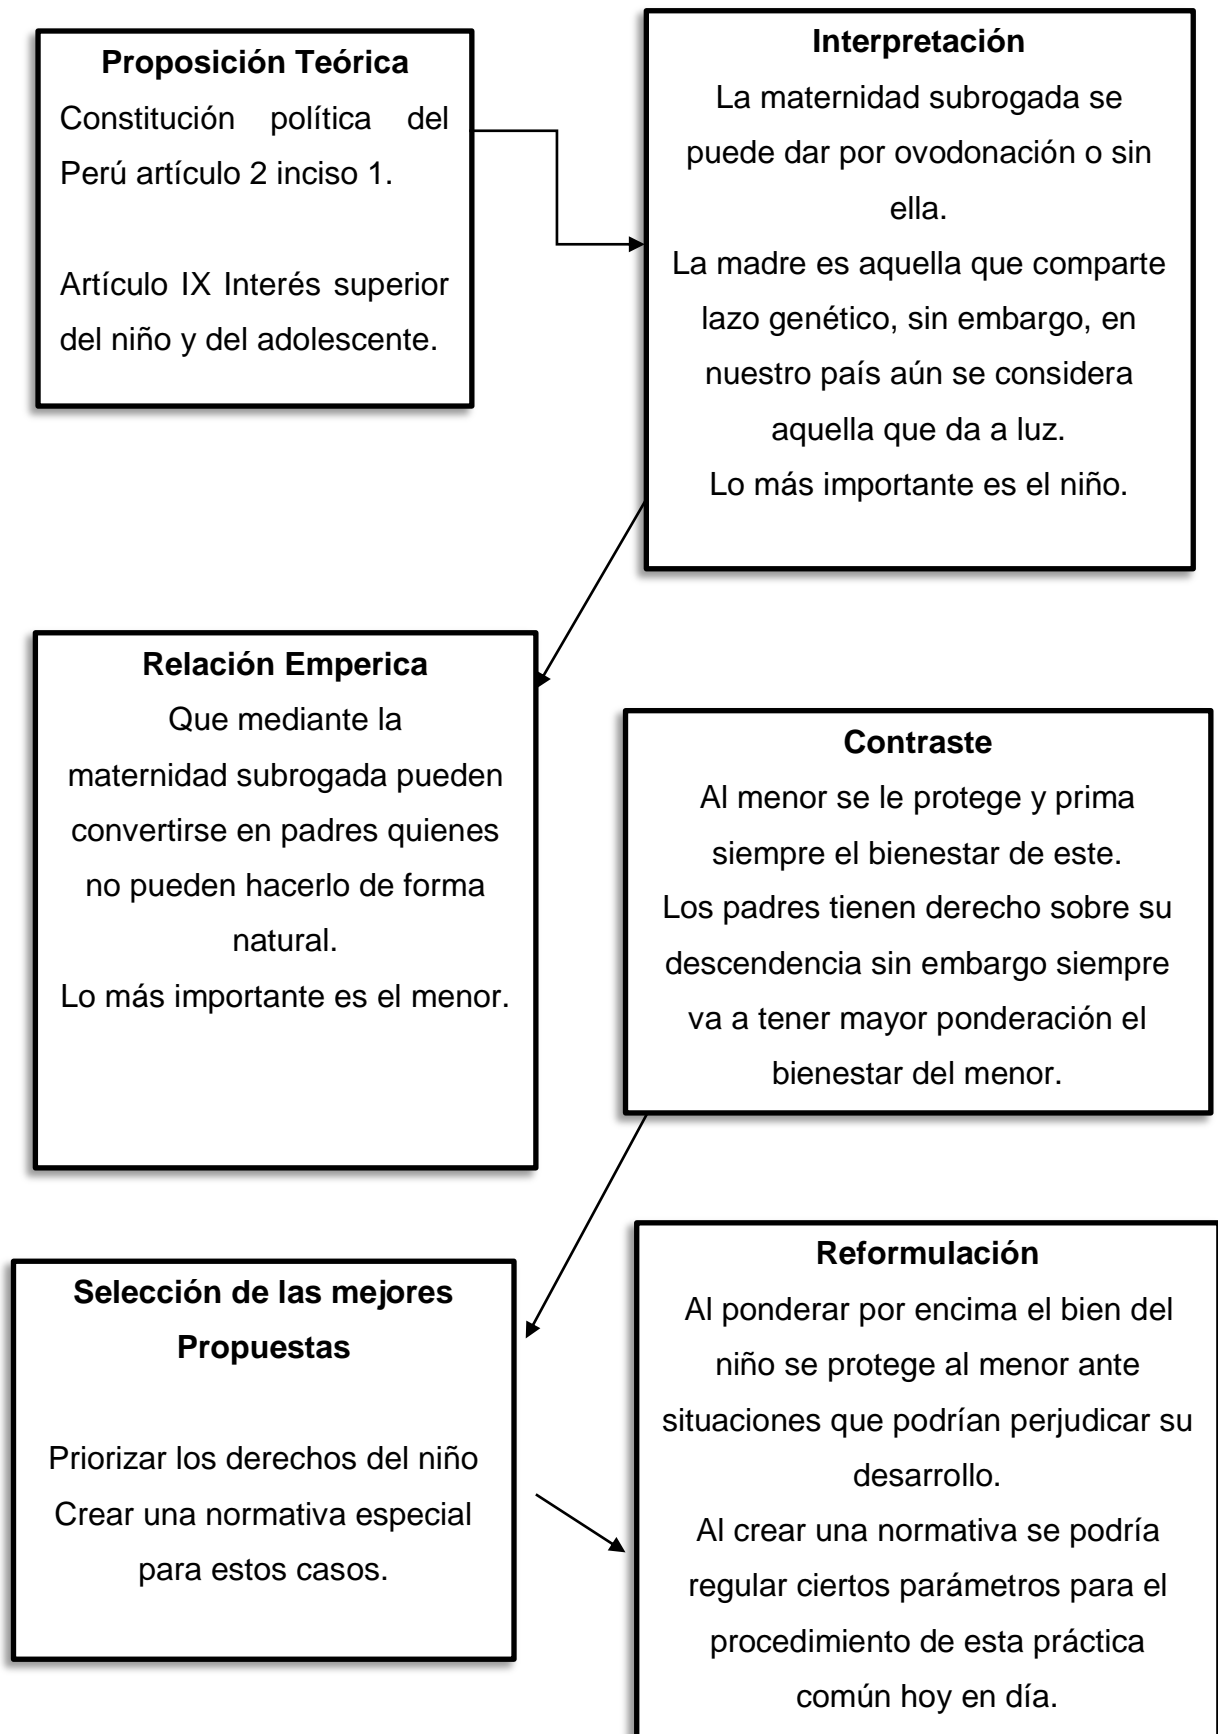 Proposición Teórica
Constitución política del
Perú artículo 2 inciso 1.
Artículo IX Interés superior
del niño y del adolescente.
Interpretación
La maternidad subrogada se
puede dar por ovodonación o sin
ella.
La madre es aquella que comparte
lazo genético, sin embargo, en
nuestro país aún se considera
aquella que da a luz.
Lo más importante es el niño.
Relación Emperica
Que mediante la
maternidad subrogada pueden
convertirse en padres quienes
no pueden hacerlo de forma
natural.
Lo más importante es el menor.
Contraste
Al menor se le protege y prima
siempre el bienestar de este.
Los padres tienen derecho sobre su
descendencia sin embargo siempre
va a tener mayor ponderación el
bienestar del menor.
Selección de las mejores
Propuestas
Priorizar los derechos del niño
Crear una normativa especial
para estos casos.
Reformulación
Al ponderar por encima el bien del
niño se protege al menor ante
situaciones que podrían perjudicar su
desarrollo.
Al crear una normativa se podría
regular ciertos parámetros para el
procedimiento de esta práctica
común hoy en día.